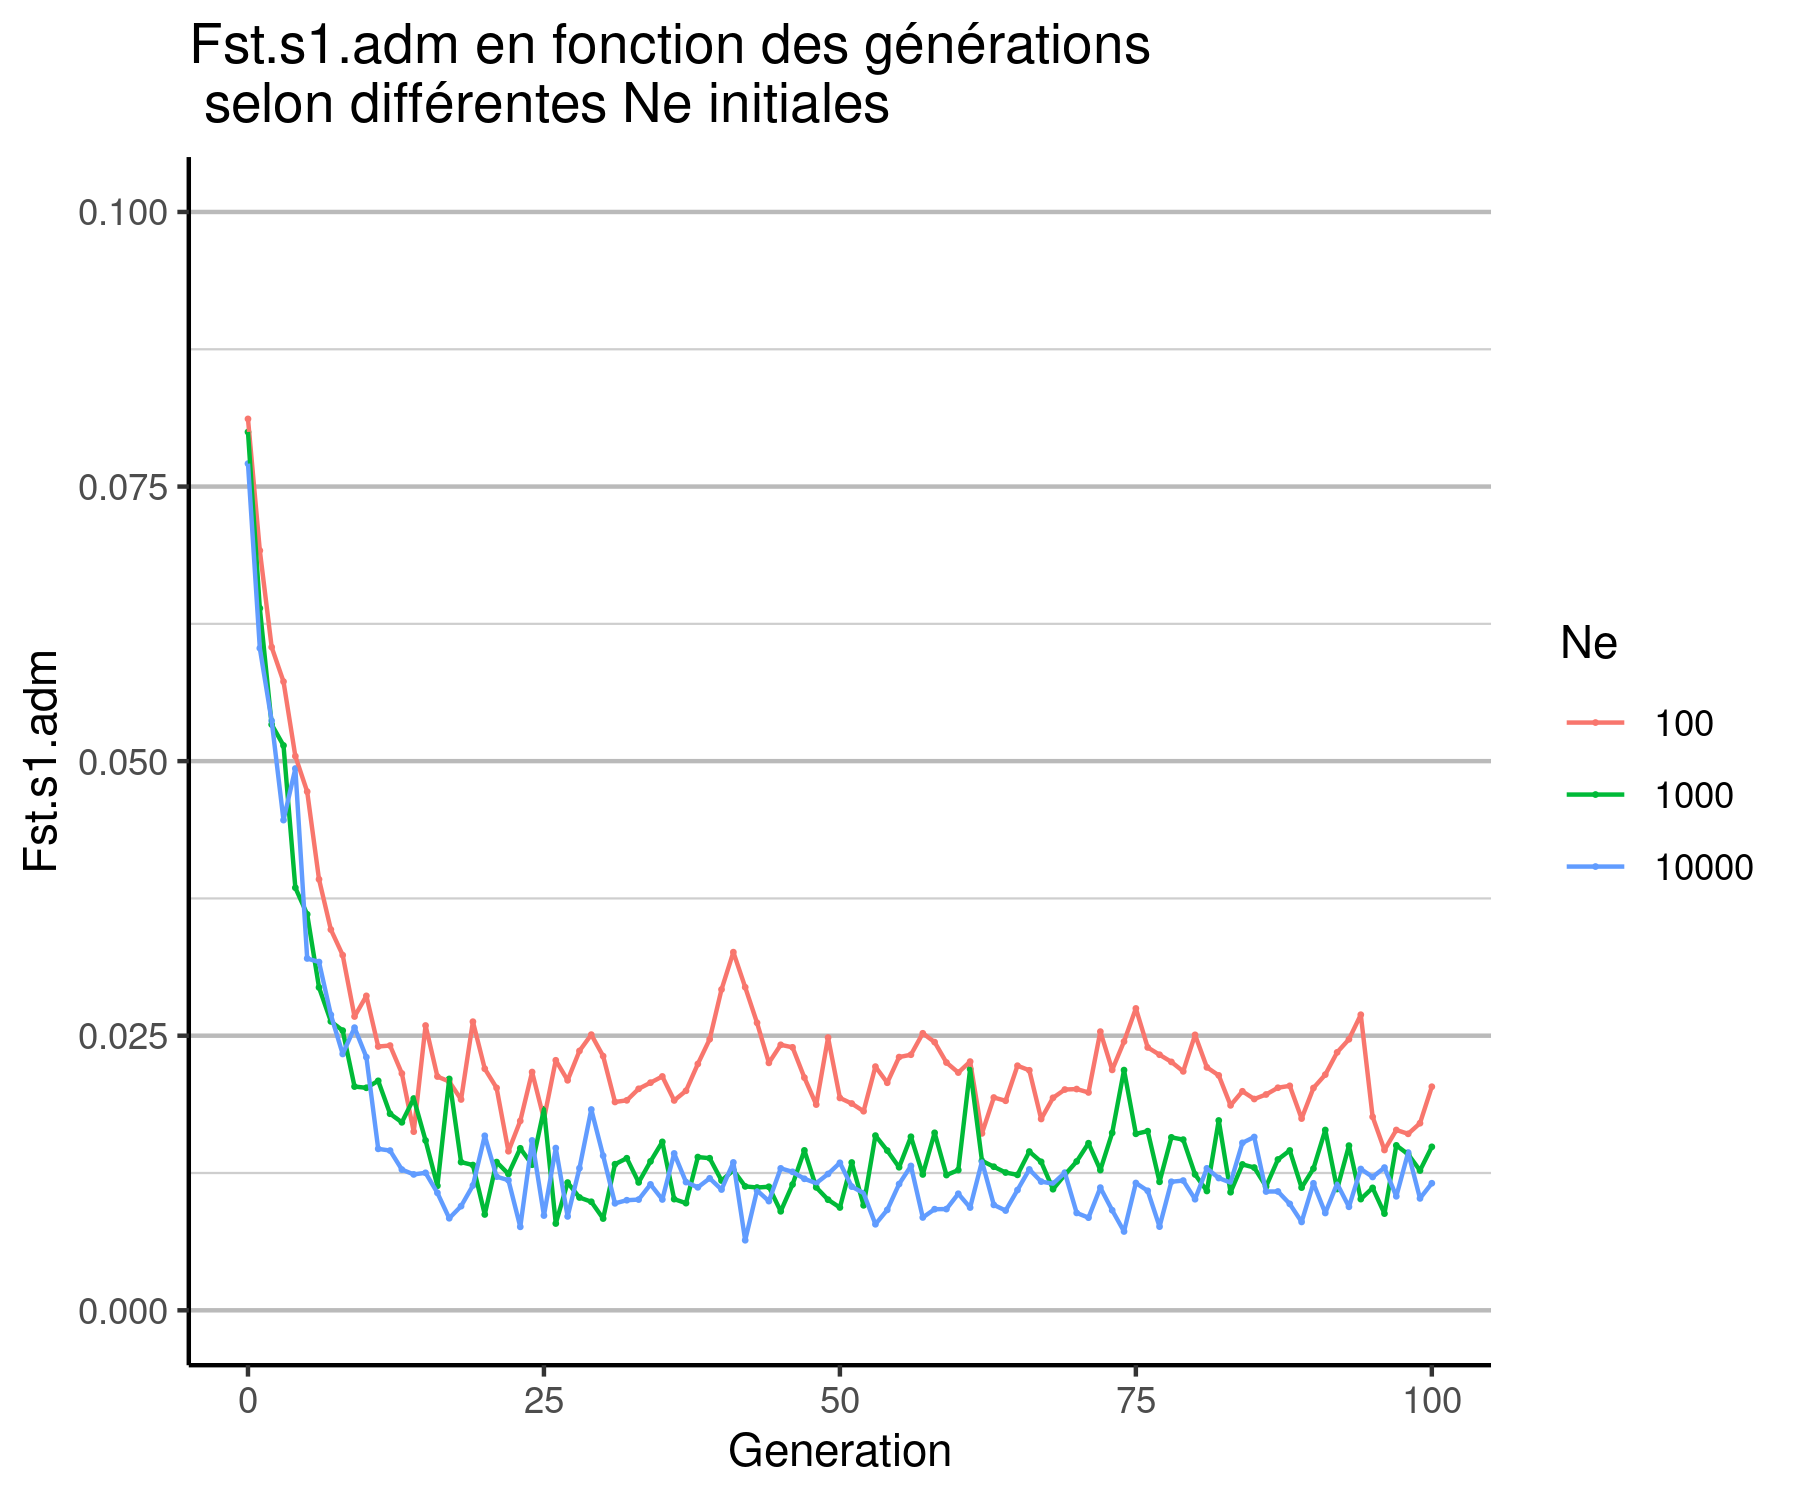 Fst.s1.adm en fonction des générations
selon différentes Ne initiales
0.100
0.075
0.050
0.025
0.000
Fst.s1.adm
0 25 50 75 100
Generation
Ne
100
1000
10000